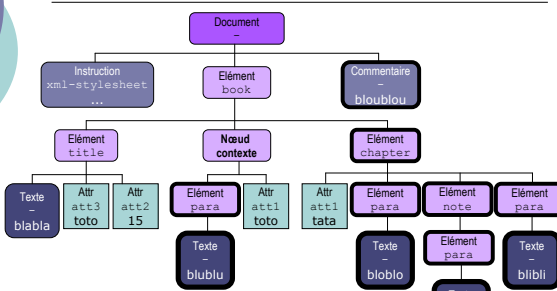 Document
–
Instruction
xml-stylesheet
...
Elément
book
Commentaire
–
bloublou
Elément
title
Nœud
contexte
Elément
chapter
Texte
–
blabla
Attr
att3
toto
Attr
att2
15
Elément
para
Attr
att1
toto
Attr
att1
tata
Elément
para
Elément
note
Elément
para
Texte
–
blublu
Texte
–
bloblo
Elément
para
Texte
–
blibli